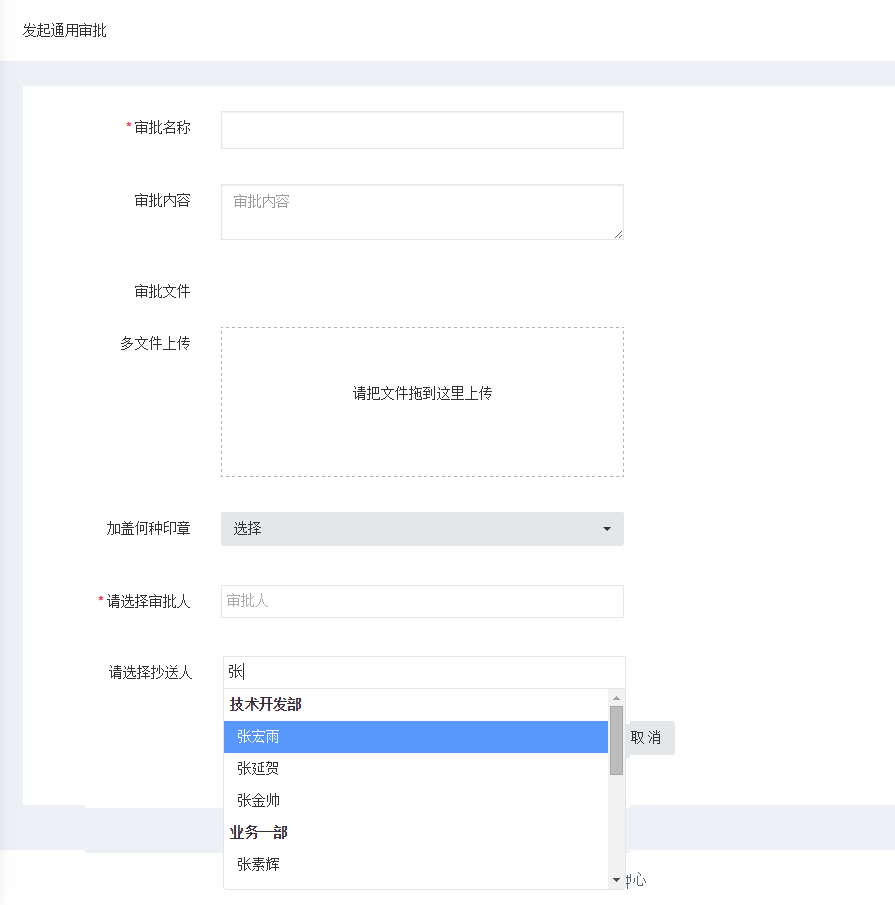 发起通用审批
*审批名称
审批内容 审批内容
审批文件
多文件上传
请把文件拖到这里上传
加盖何种印章 选择
*请选择审批人 审批人
请选择抄送人 张
技术开发部
张宏雨
取 消
张延贺
张金帅
业务一部
张素辉
心